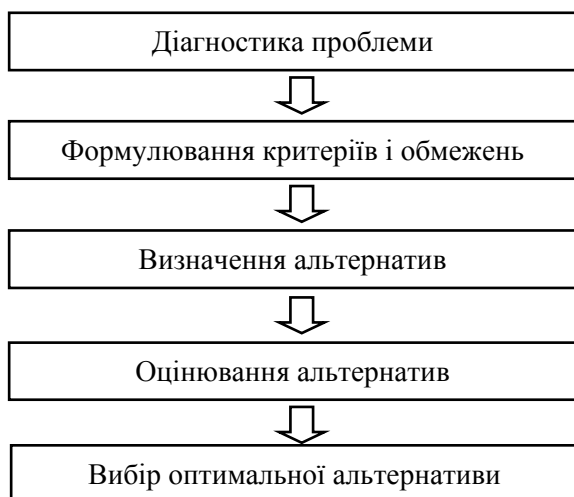 Діагностика проблеми
Формулювання критеріїв і обмежень
Визначення альтернатив
Оцінювання альтернатив
Вибір оптимальної альтернативи